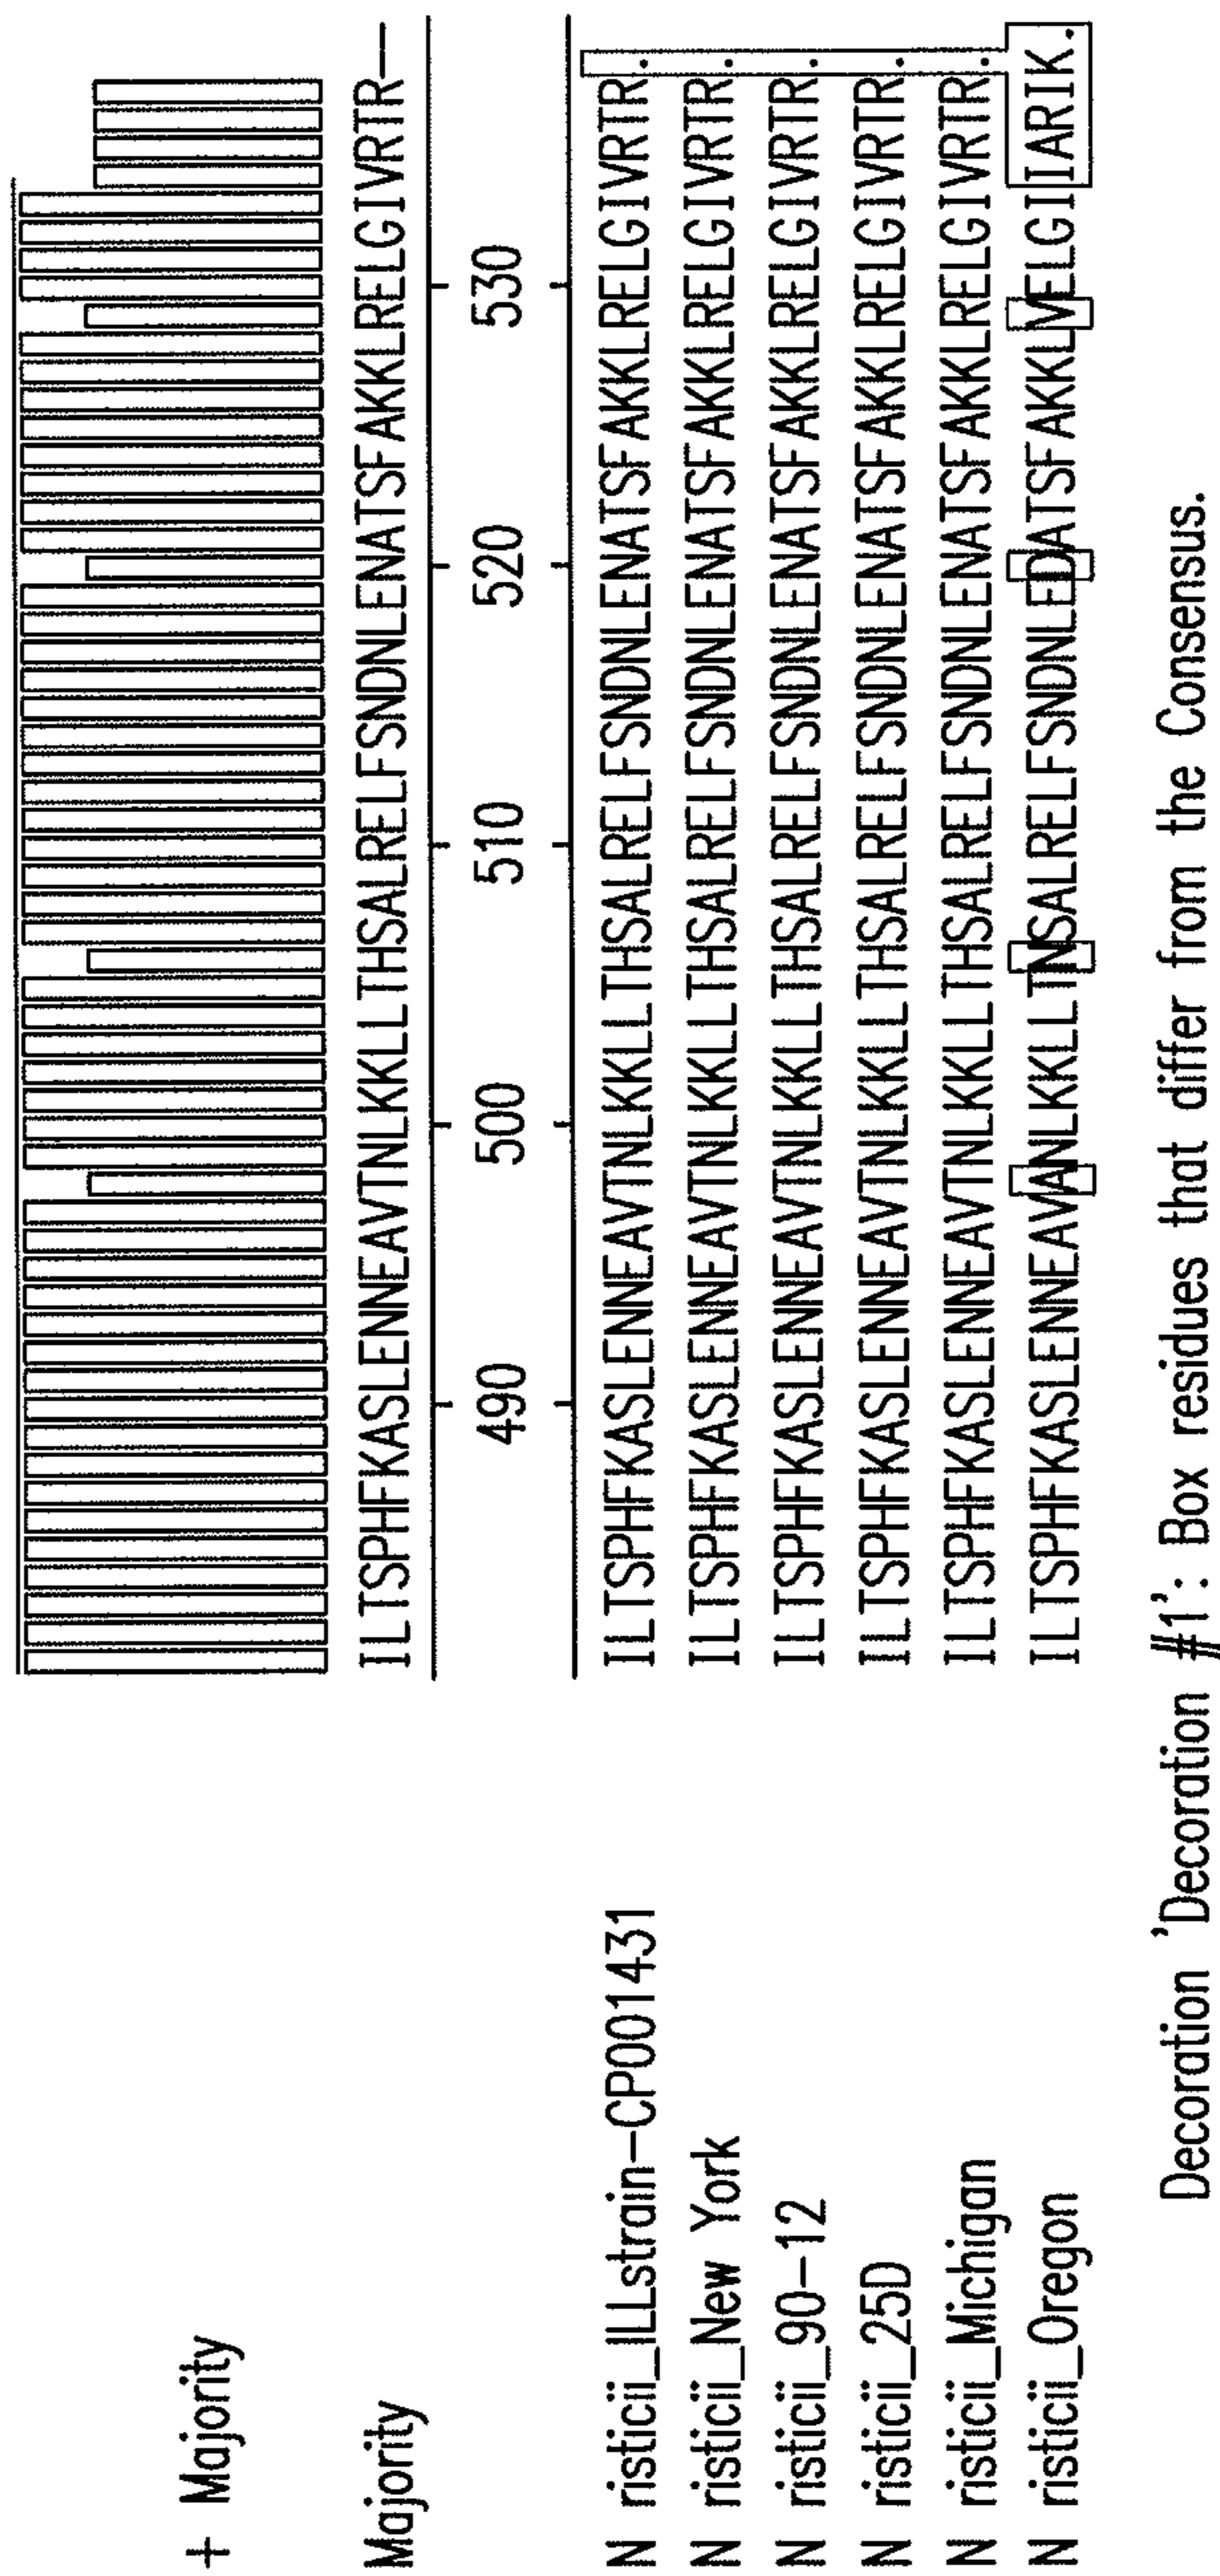 + Majority
Majority ILTSPHFKASLENNEAVTNLKKLLTHSALRELFSNDNLENATSFAKKLRELGIVRTR—
490 500 510 520 530
N risticii_ILLstrain–CP001431 ILTSPHFKASLENNEAVTNLKKLLTHSALRELFSNDNLENATSFAKKLRELGIVRTR.
N risticii_New York ILTSPHFKASLENNEAVTNLKKLLTHSALRELFSNDNLENATSFAKKLRELGIVRTR.
N risticii_90–12 ILTSPHFKASLENNEAVTNLKKLLTHSALRELFSNDNLENATSFAKKLRELGIVRTR.
N risticii_25D ILTSPHFKASLENNEAVTNLKKLLTHSALRELFSNDNLENATSFAKKLRELGIVRTR.
N risticii_Michigan ILTSPHFKASLENNEAVTNLKKLLTHSALRELFSNDNLENATSFAKKLRELGIVRTR.
N risticii_Oregon ILTSPHFKASLENNEAVANLKKLLTNSALRELFSNDNLEDATSFAKKLVELGIIARIK.
Decoration 'Decoration #1': Box residues that differ from the Consensus.